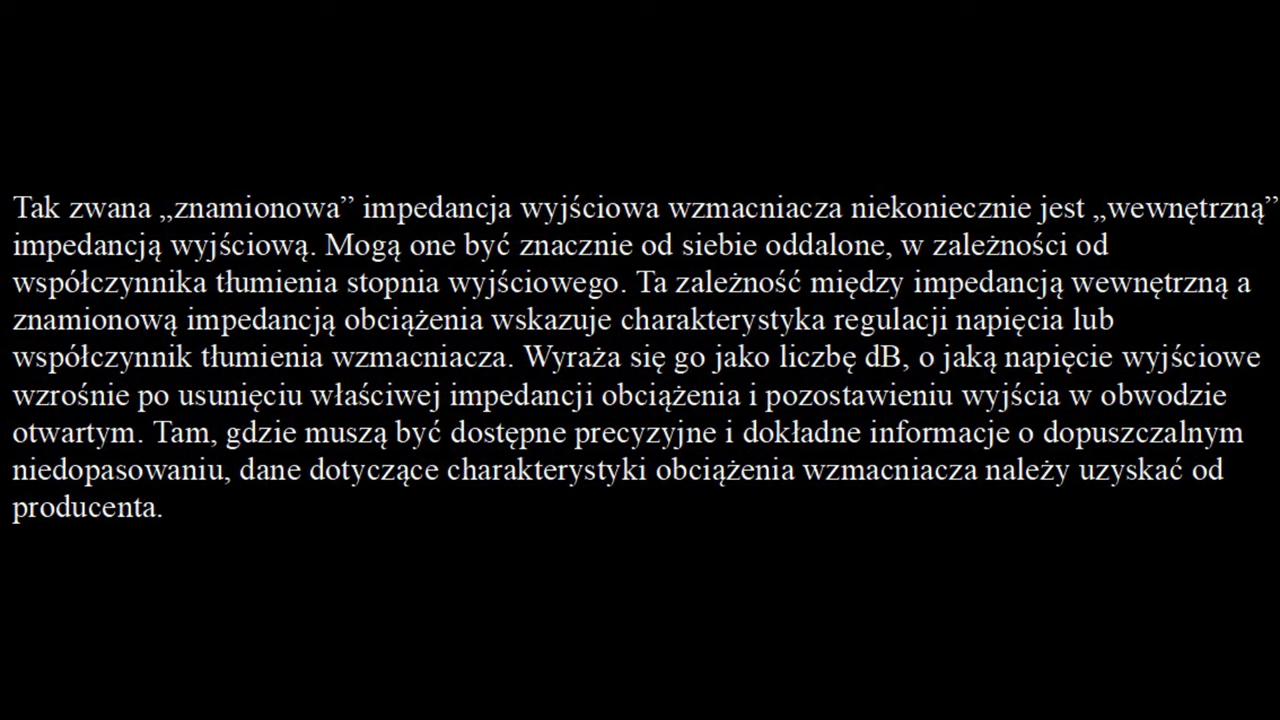 Tak zwana „znamionowa” impedancja wyjściowa wzmacniacza niekoniecznie jest „wewnętrzną”
impedancją wyjściową. Mogą one być znacznie od siebie oddalone, w zależności od
współczynnika tłumienia stopnia wyjściowego. Ta zależność między impedancją wewnętrzną a
znamionową impedancją obciążenia wskazuje charakterystyka regulacji napięcia lub
współczynnik tłumienia wzmacniacza. Wyraża się go jako liczbę dB, o jaką napięcie wyjściowe
wzrośnie po usunięciu właściwej impedancji obciążenia i pozostawieniu wyjścia w obwodzie
otwartym. Tam, gdzie muszą być dostępne precyzyjne i dokładne informacje o dopuszczalnym
niedopasowaniu, dane dotyczące charakterystyki obciążenia wzmacniacza należy uzyskać od
producenta.